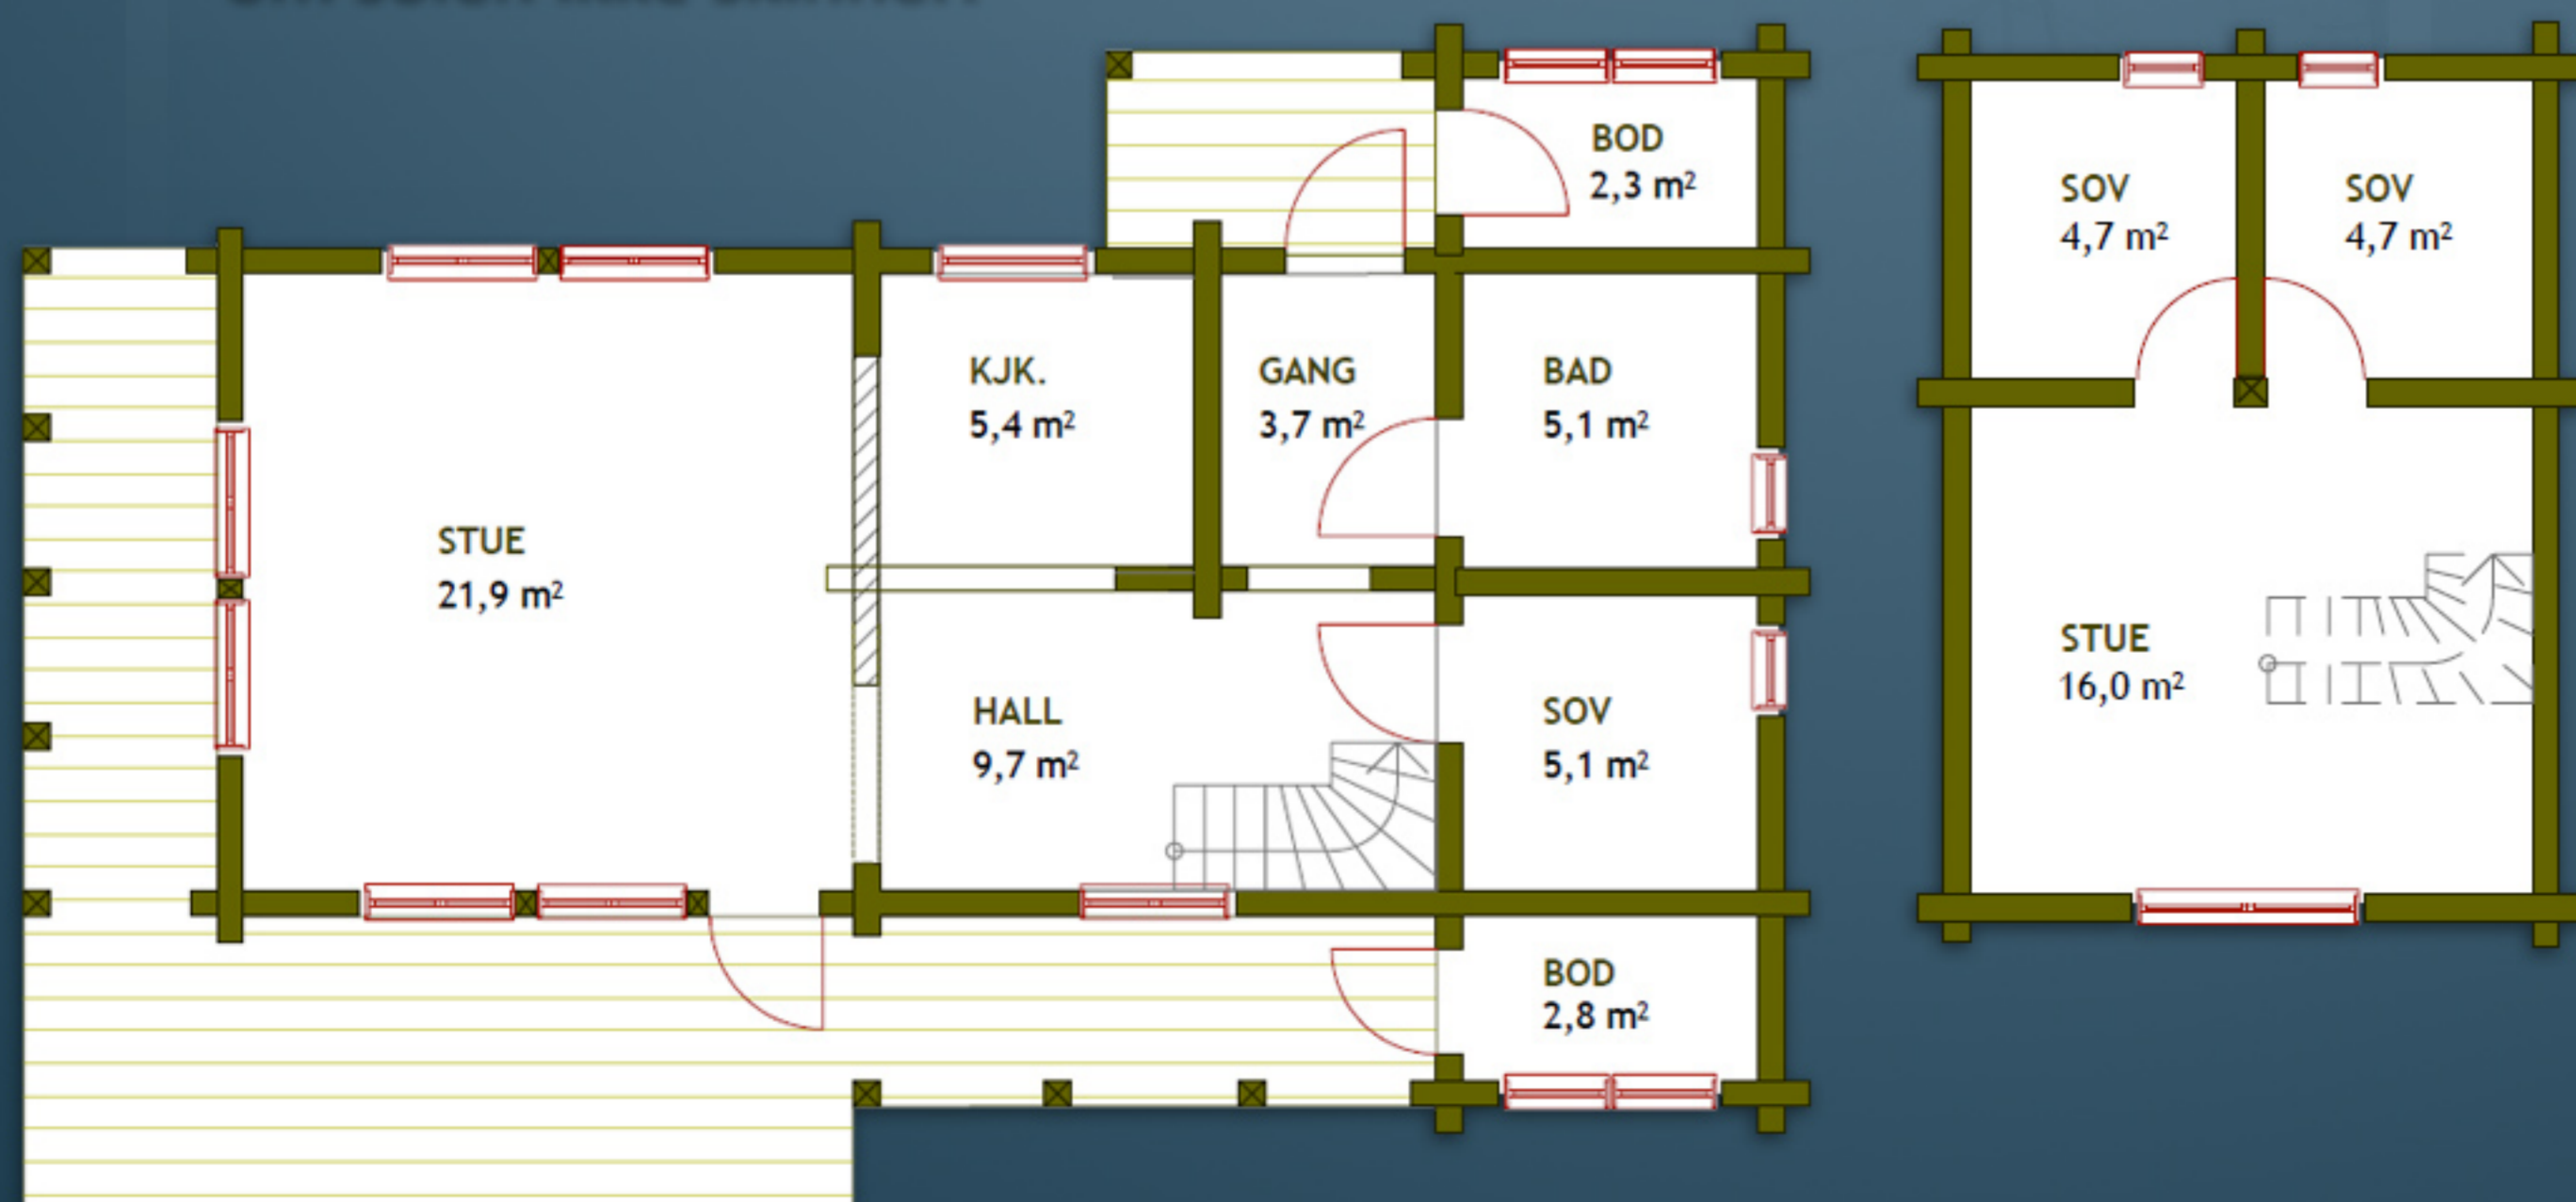 BOD
2,3 m²
SOV
4,7 m²
SOV
4,7 m²
KJK.
5,4 m²
GANG
3,7 m²
BAD
5,1 m²
STUE
21,9 m²
STUE
16,0 m²
HALL
9,7 m²
SOV
5,1 m²
BOD
2,8 m²